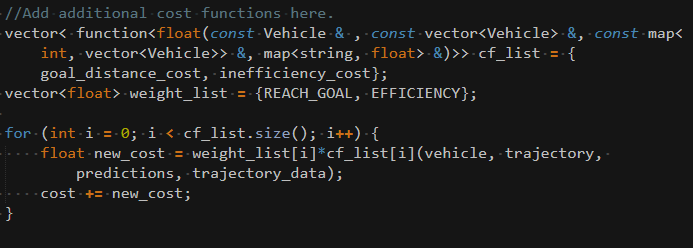 //Add additional cost functions here.
vector< function<float(const Vehicle & , const vector<Vehicle> &, const map<
int, vector<Vehicle>> &, map<string, float> &)>> cf_list = {
goal_distance_cost, inefficiency_cost};
vector<float> weight_list = {REACH_GOAL, EFFICIENCY};
for (int i = 0; i < cf_list.size(); i++) {
float new_cost = weight_list[i]*cf_list[i](vehicle, trajectory,
predictions, trajectory_data);
cost += new_cost;
}